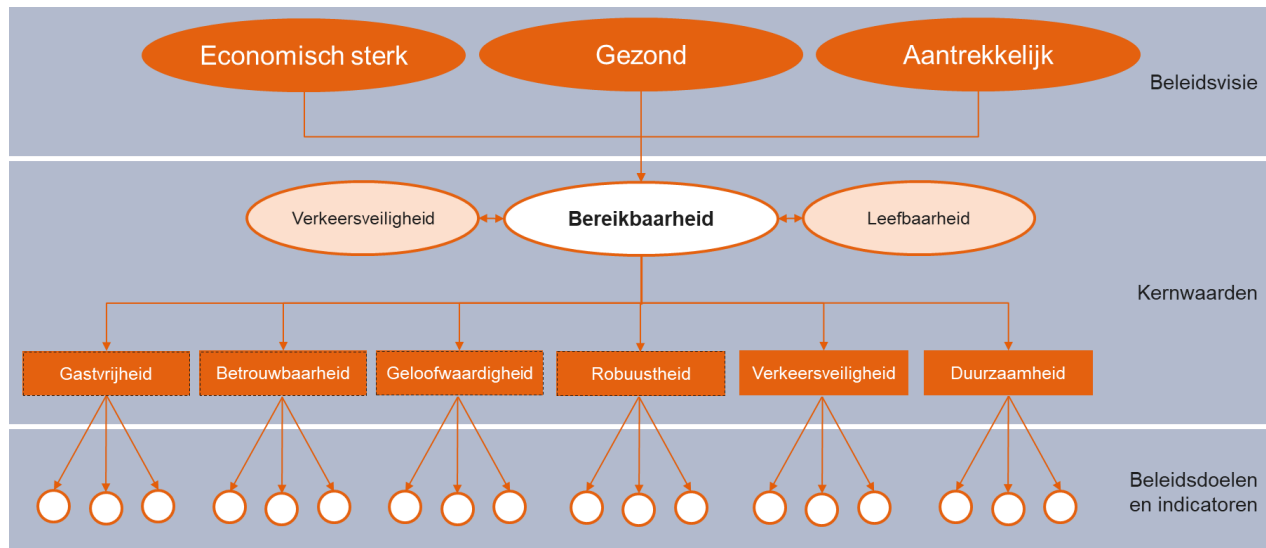 Economisch sterk
Gezond
Aantrekkelijk
Beleidsvisie
Verkeersveiligheid
Bereikbaarheid
Leefbaarheid
Kernwaarden
Gastvrijheid
Betrouwbaarheid
Geloofwaardigheid
Robuustheid
Verkeersveiligheid
Duurzaamheid
Beleidsdoelen
en indicatoren